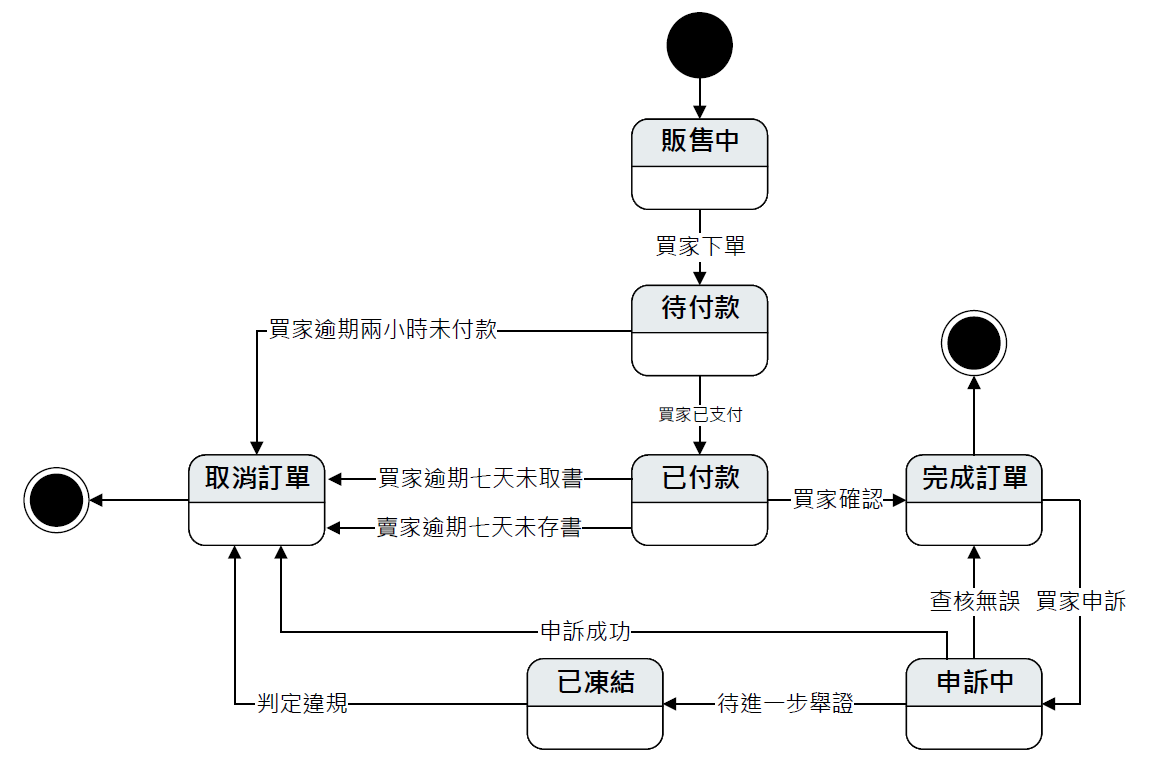 販售中
買家下單
待付款
買家逾期兩小時未付款
買家已支付
取消訂單
買家逾期七天未取書
已付款
買家確認
完成訂單
賣家逾期七天未存書
查核無誤
買家申訴
申訴成功
已凍結
申訴中
判定違規
待進一步舉證